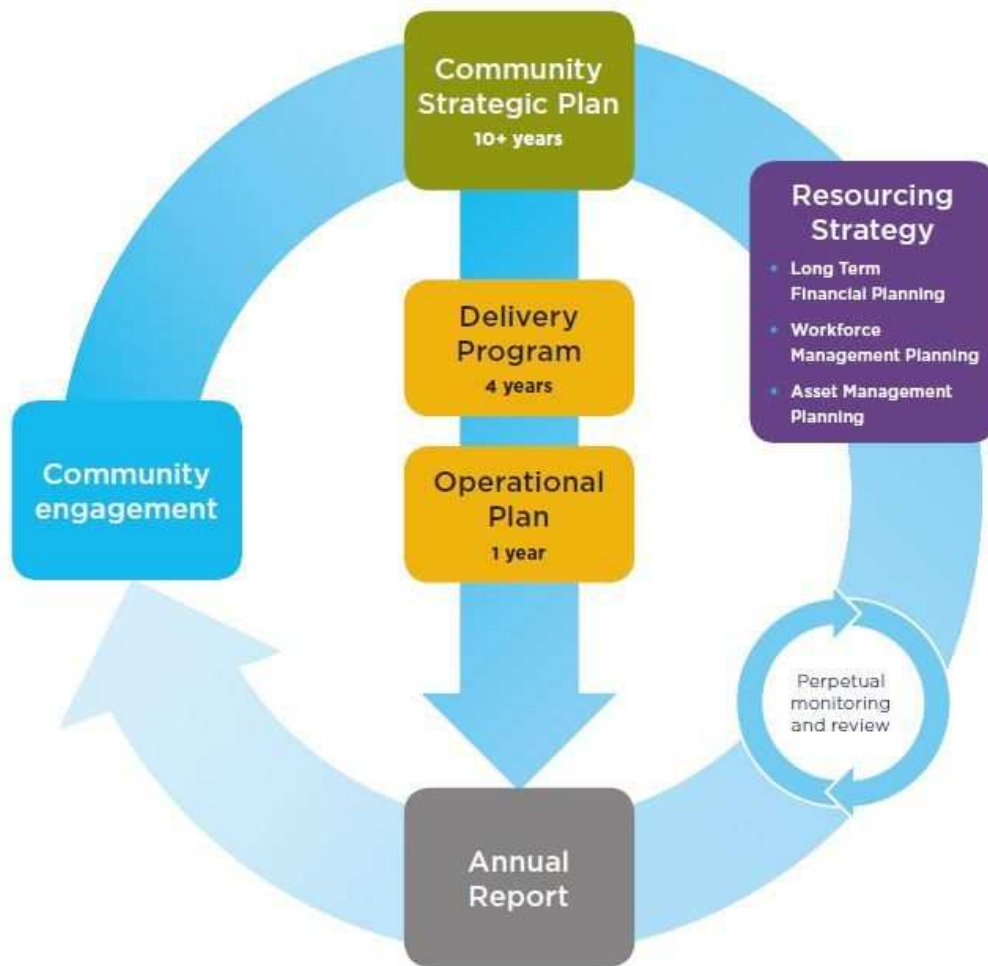 Community
Strategic Plan
10+ years
Resourcing
Strategy
• Long Term
Financial Planning
• Workforce
Management Planning
• Asset Management
Planning
Delivery
Program
4 years
Community
engagement
Operational
Plan
1 year
Perpetual
monitoring
and review
Annual
Report